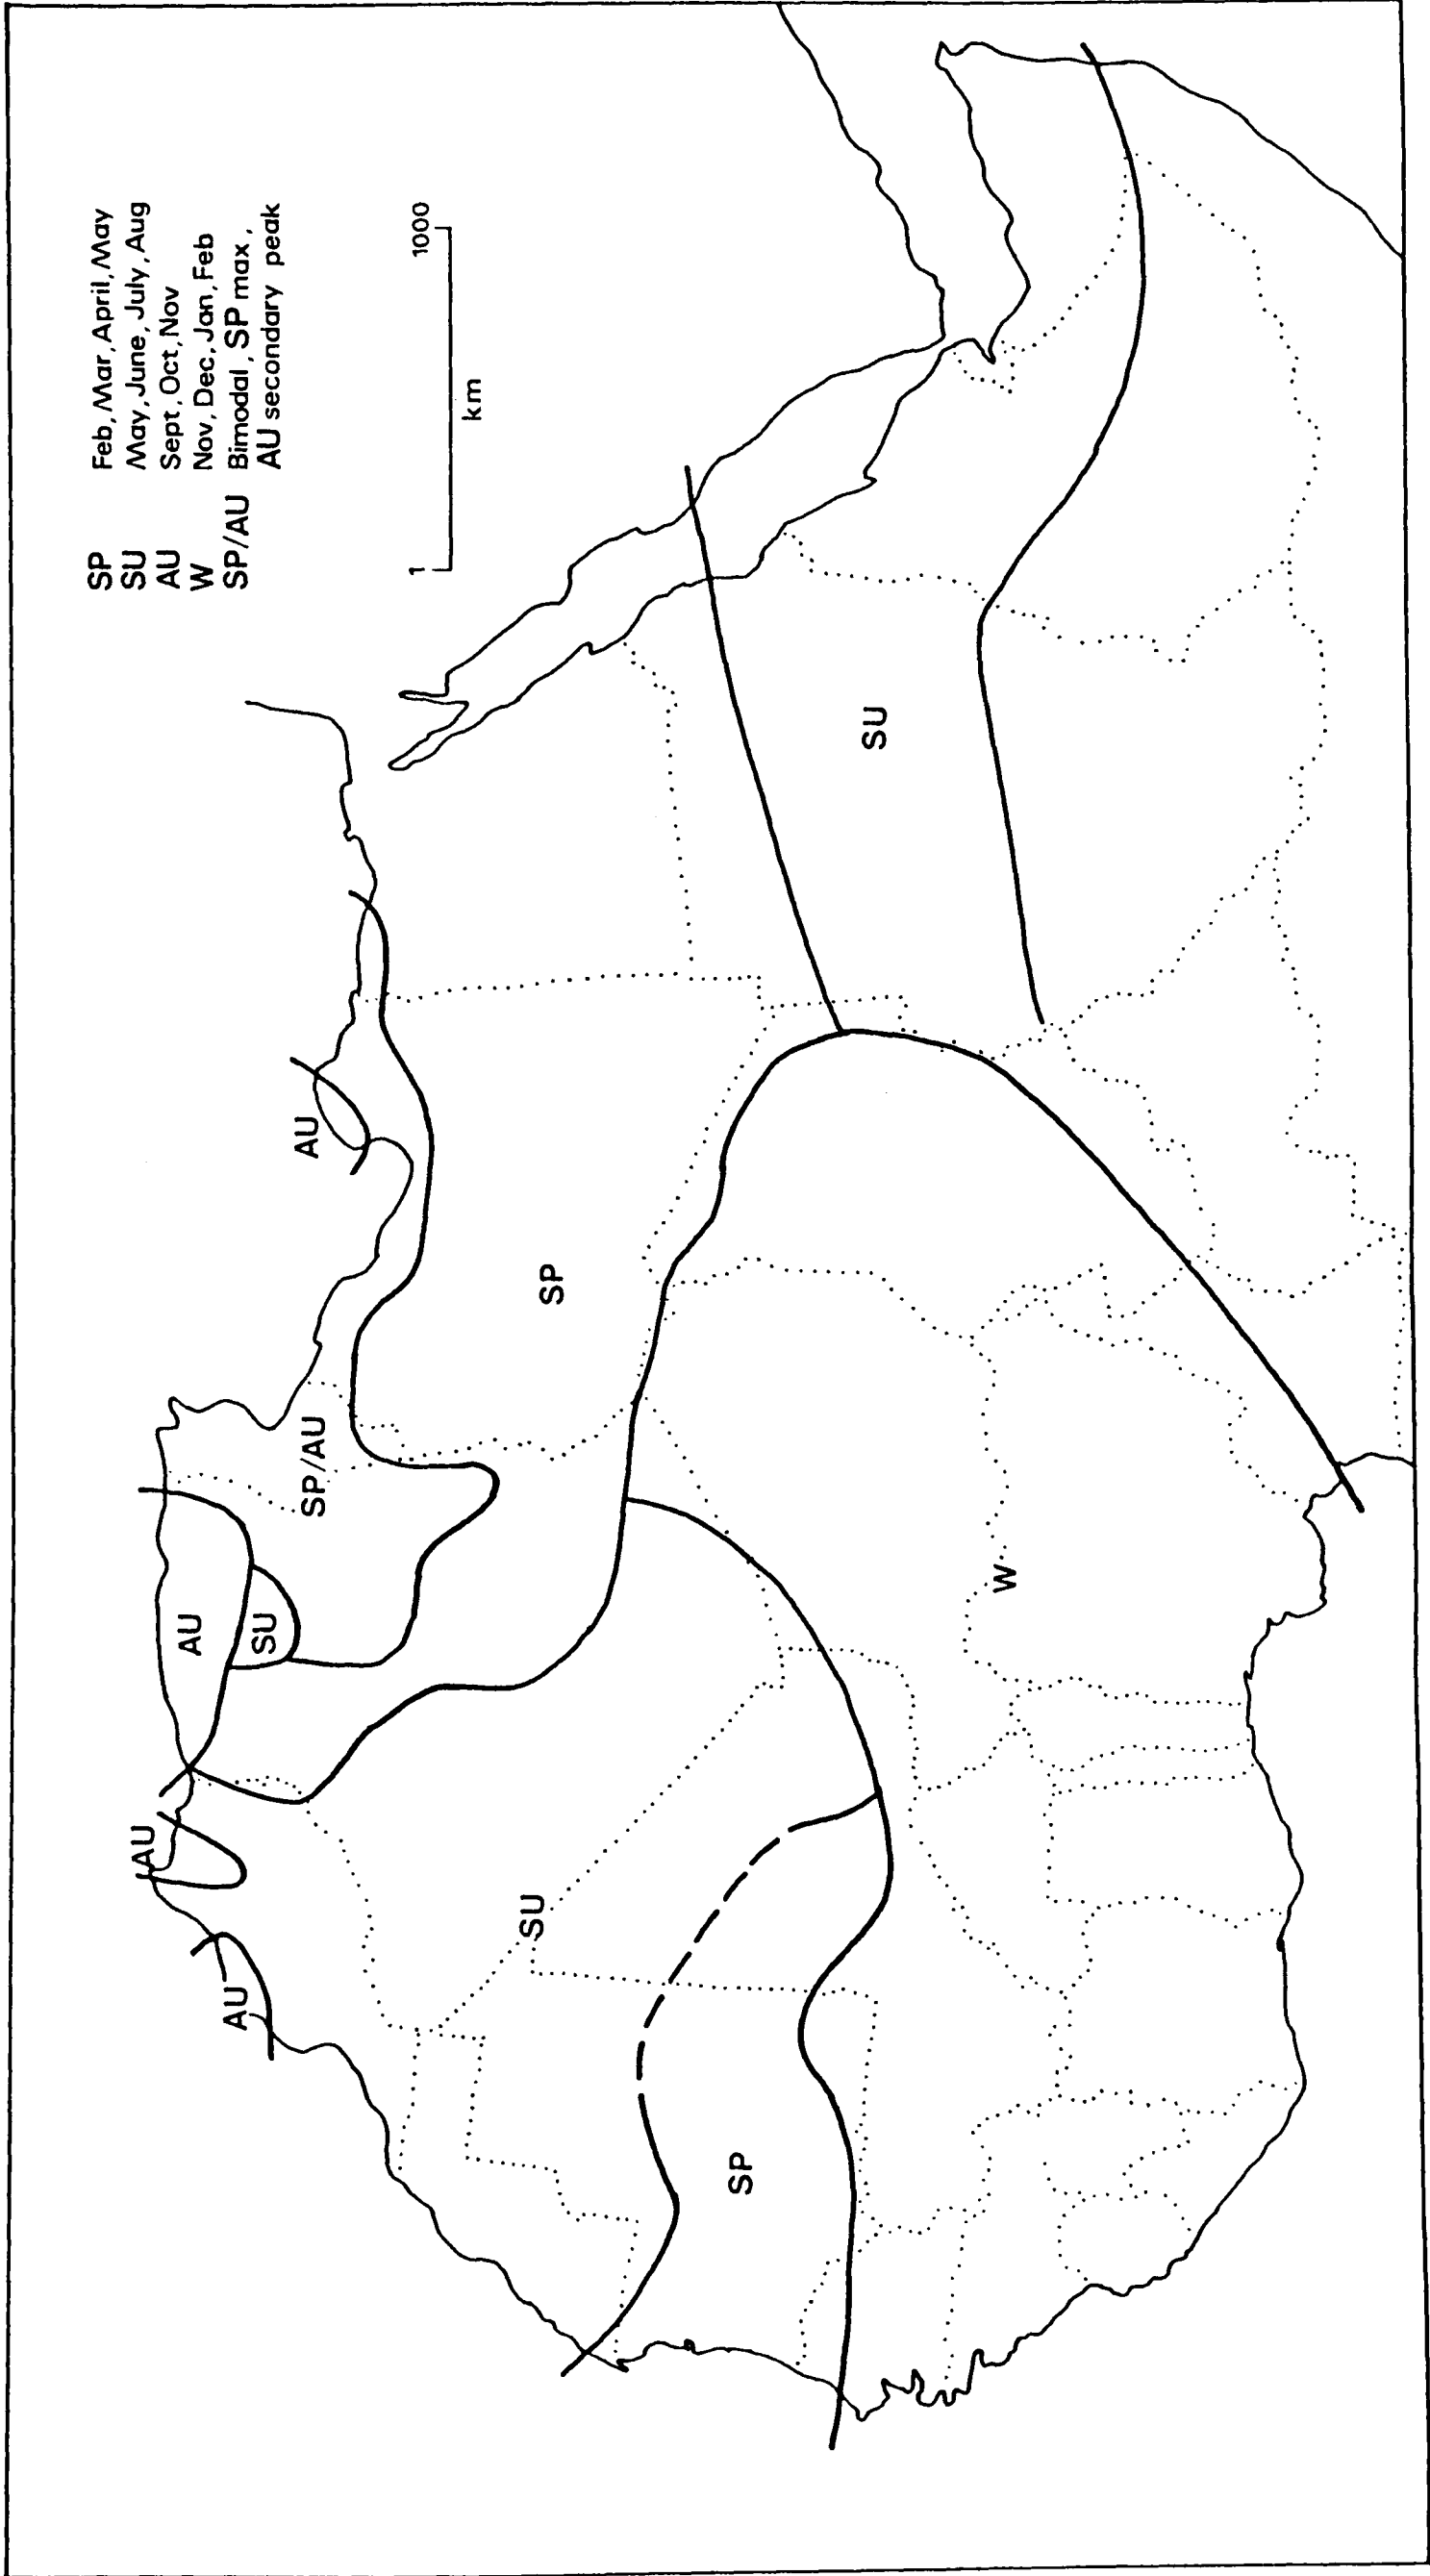 SP Feb, Mar, April, May
SU May, June, July, Aug
AU Sept, Oct, Nov
W Nov, Dec, Jan, Feb
SP/AU Bimodal, SP max,
AU secondary peak
1 1000
km
AU
AU
AU
SU
SP/AU
AU
SU
SP
SP
W
SU